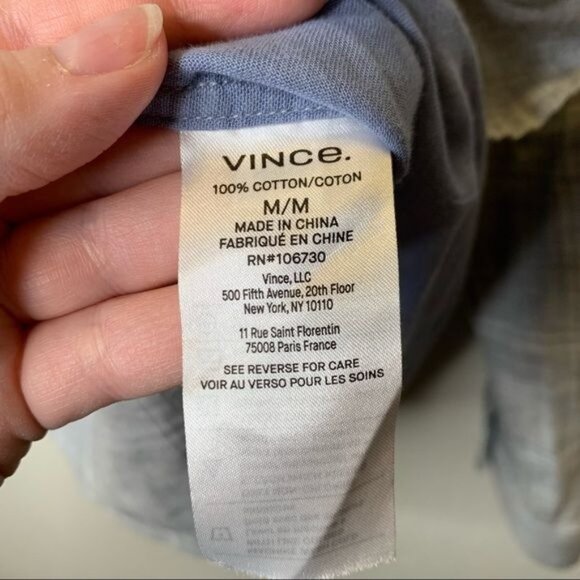 VINCe.
100% COTTON/COTON
M/M
MADE IN CHINA
FABRIQUÉ EN CHINE
RN#106730
Vince, LLC
500 Fifth Avenue, 20th Floor
New York, NY 10110
11 Rue Saint Florentin
75008 Paris France
SEE REVERSE FOR CARE
VOIR AU VERSO POUR LES SOINS